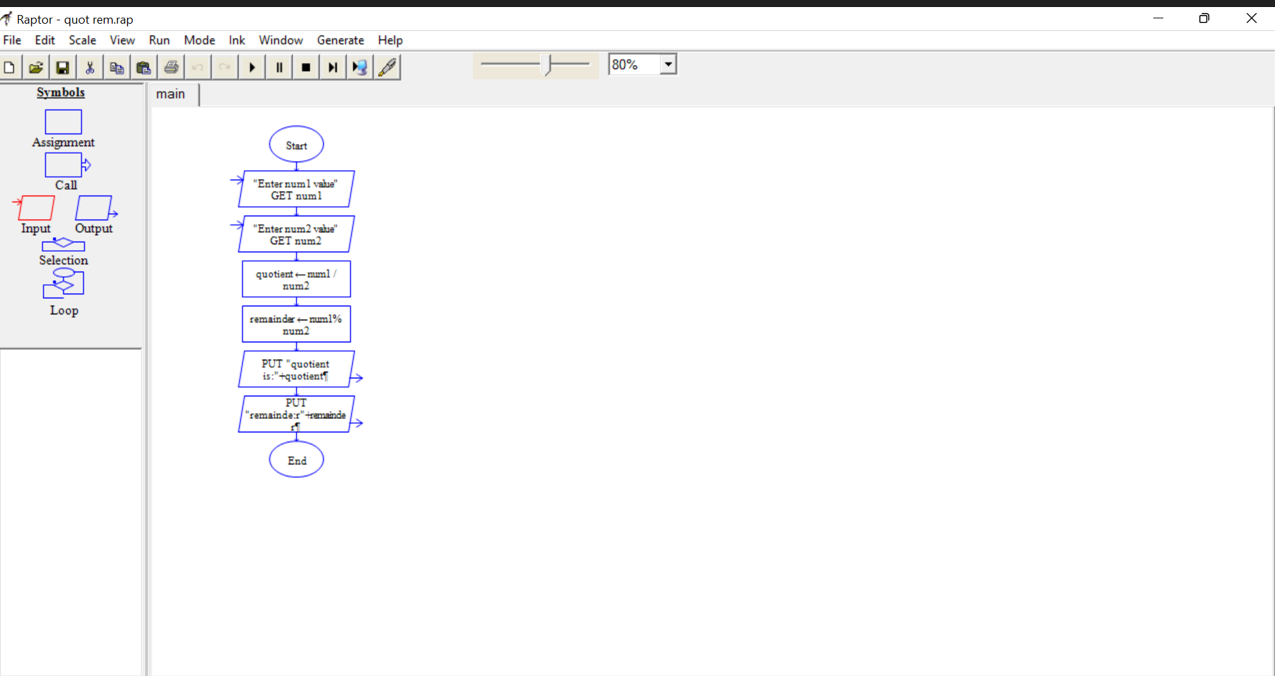 Raptor - quot rem.rap
File Edit Scale View Run Mode Ink Window Generate Help
80%
Symbols
main
Assignment
Call
Input Output
Selection
Loop
Start
"Enter num1 value"
GET num1
"Enter num2 value"
GET num2
quotient ← num1 /
num2
remainder ← num1%
num2
PUT "quotient
is:"+quotient¶
PUT
"remainde:r"+remainde
r¶
End